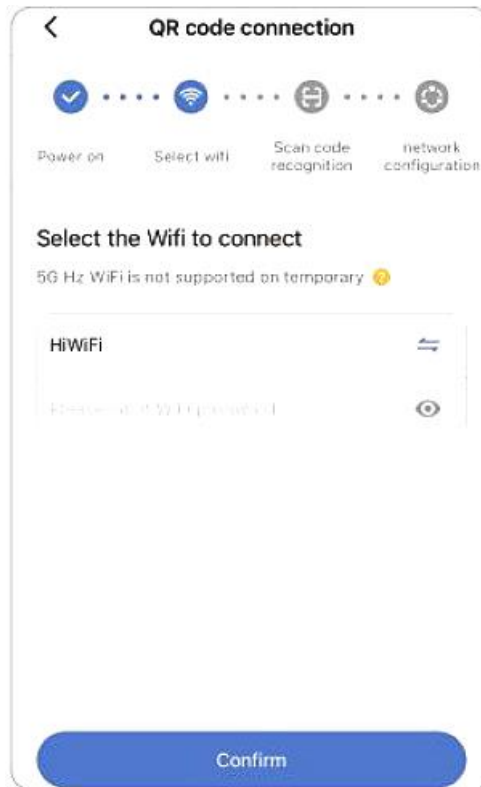 QR code connection
Power on
Select wifi
Scan code
recognition
network
configuration
Select the Wifi to connect
5G Hz WiFi is not supported on temporary
HiWiFi
Confirm